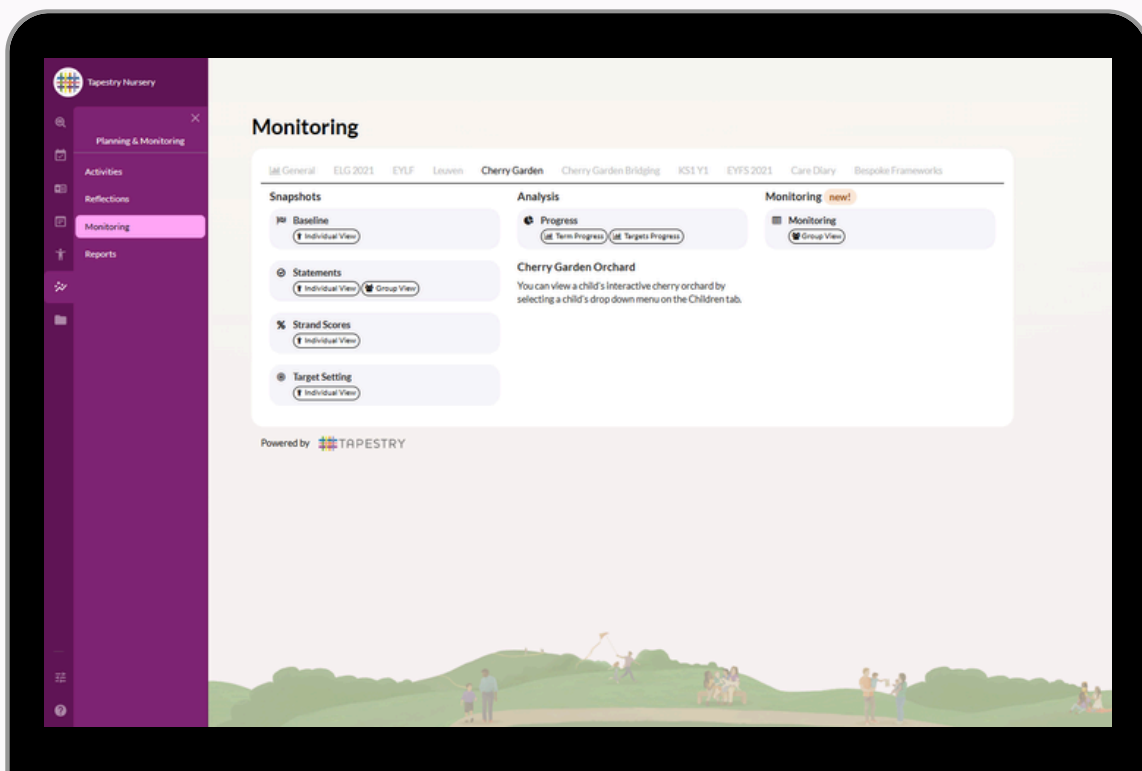 Tapestry Nursery
Planning & Monitoring
Activities
Reflections
Monitoring
Reports
Monitoring
General ELG 2021 EYLF Leuven Cherry Garden Cherry Garden Bridging KS1 Y1 EYFS 2021 Care Diary Bespoke Frameworks
Snapshots
Baseline
Individual View
Statements
Individual View Group View
Strand Scores
Individual View
Target Setting
Individual View
Analysis
Progress
Term Progress Targets Progress
Cherry Garden Orchard
You can view a child's interactive cherry orchard by
selecting a child's drop down menu on the Children tab.
Monitoring new!
Monitoring
Group View
Powered by TAPESTRY